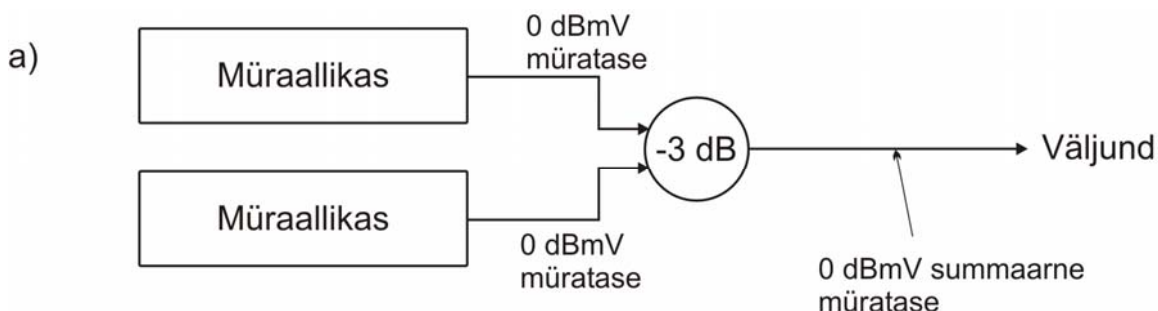 a)
Müraallikas
0 dBmV
müratase
-3 dB
Väljund
Müraallikas
0 dBmV
müratase
0 dBmV summaarne
müratase